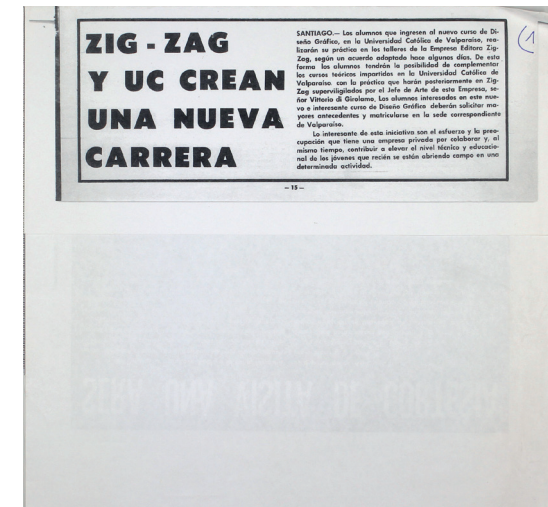 ZIG - ZAG
Y UC CREAN
UNA NUEVA
CARRERA
SANTIAGO.— Los alumnos que ingresen al nuevo curso de Di-
seño Gráfico, en la Universidad Católica de Valparaíso, rea-
lizarán su práctica en los talleres de la Empresa Editora Zig-
Zag, según un acuerdo adoptado hace algunos días. De esta
forma los alumnos tendrán la posibilidad de complementar
los cursos teóricos impartidos en la Universidad Católica de
Valparaíso. con la práctica que harán posteriormente en Zig-
Zag supervigilados por el Jefe de Arte de esta Empresa, se-
ñor Vittorio di Girolamo. Los alumnos interesados en este nue-
vo e interesante curso de Diseño Gráfico deberán solicitar ma-
yores antecedentes y matricularse en la sede correspondiente
de Valparaíso.
Lo interesante de esta iniciativa son el esfuerzo y la preo-
cupación que tiene una empresa privada por colaborar y, al
mismo tiempo, contribuir a elevar el nivel técnico y educacio-
nal de los jóvenes que recién se están abriendo campo en una
determinada actividad.
— 15 —
(1